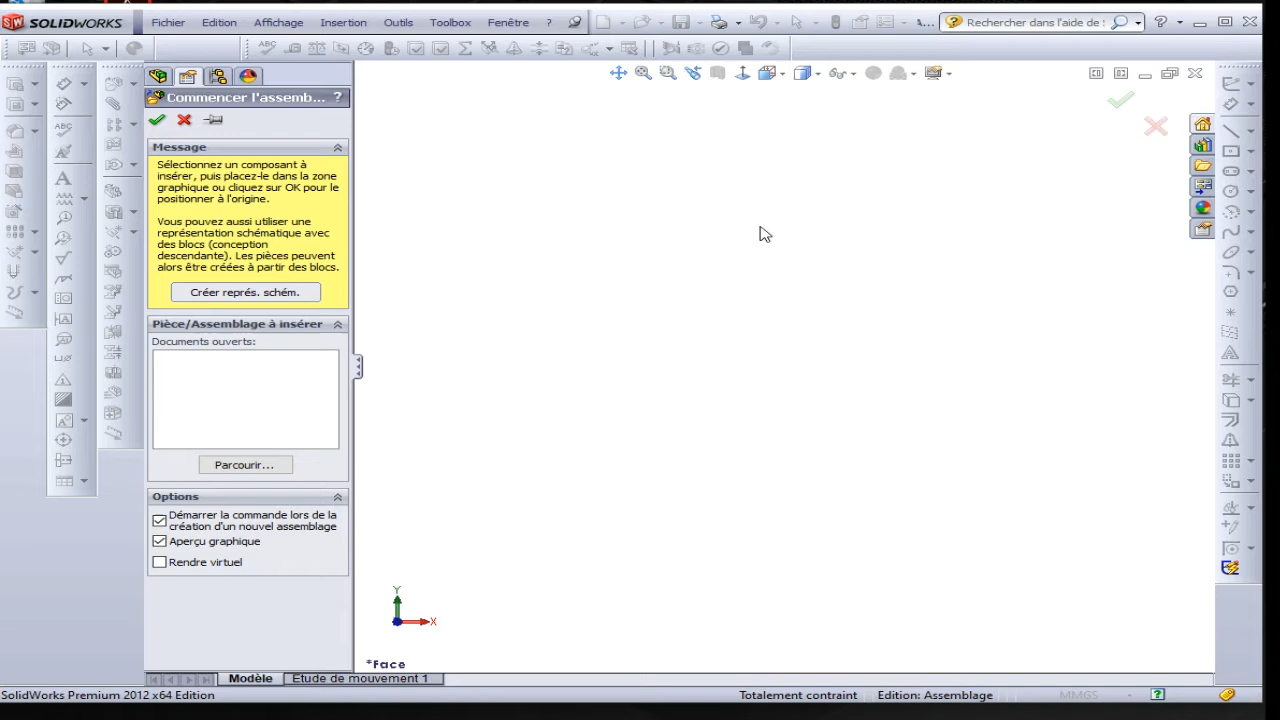 SOLIDWORKS
Fichier Edition Affichage Insertion Outils Toolbox Fenêtre ?
Rechercher dans l'aide de :
Commencer l'assemb... ?
Message
Sélectionnez un composant à
insérer, puis placez-le dans la zone
graphique ou cliquez sur OK pour le
positionner à l'origine.
Vous pouvez aussi utiliser une
représentation schématique avec
des blocs (conception
descendante). Les pièces peuvent
alors être créées à partir des blocs.
Créer représ. schém.
Pièce/Assemblage à insérer
Documents ouverts:
Parcourir...
Options
Démarrer la commande lors de la
création d'un nouvel assemblage
Aperçu graphique
Rendre virtuel
Y
X
*Face
Modèle Etude de mouvement 1
SolidWorks Premium 2012 x64 Edition Totalement contraint Edition: Assemblage MMGS